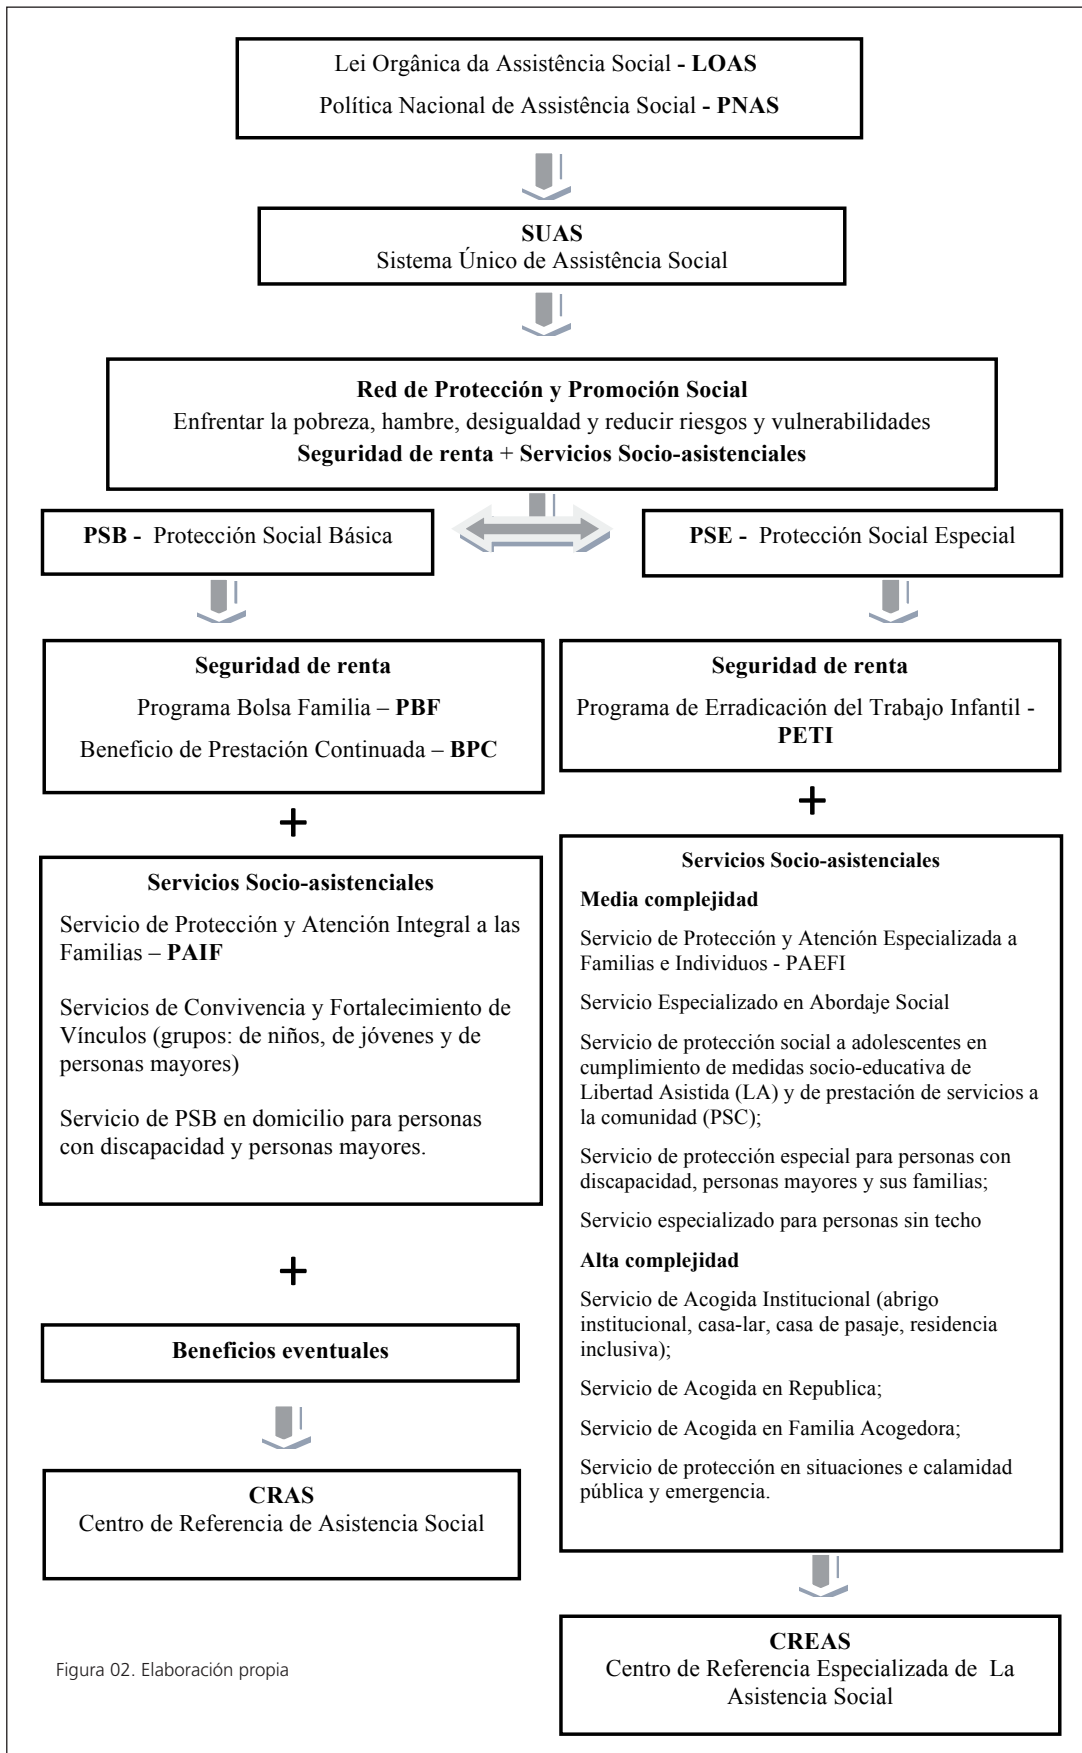 Lei Orgânica da Assistência Social - LOAS
Política Nacional de Assistência Social - PNAS
SUAS
Sistema Único de Assistência Social
Red de Protección y Promoción Social
Enfrentar la pobreza, hambre, desigualdad y reducir riesgos y vulnerabilidades
Seguridad de renta + Servicios Socio-asistenciales
PSB - Protección Social Básica
PSE - Protección Social Especial
Seguridad de renta
Programa Bolsa Familia – PBF
Beneficio de Prestación Continuada – BPC
+
Servicios Socio-asistenciales
Servicio de Protección y Atención Integral a las
Familias – PAIF
Servicios de Convivencia y Fortalecimiento de
Vínculos (grupos: de niños, de jóvenes y de
personas mayores)
Servicio de PSB en domicilio para personas
con discapacidad y personas mayores.
+
Beneficios eventuales
CRAS
Centro de Referencia de Asistencia Social
Seguridad de renta
Programa de Erradicación del Trabajo Infantil -
PETI
+
Servicios Socio-asistenciales
Media complejidad
Servicio de Protección y Atención Especializada a
Familias e Individuos - PAEFI
Servicio Especializado en Abordaje Social
Servicio de protección social a adolescentes en
cumplimiento de medidas socio-educativa de
Libertad Asistida (LA) y de prestación de servicios a
la comunidad (PSC);
Servicio de protección especial para personas con
discapacidad, personas mayores y sus familias;
Servicio especializado para personas sin techo
Alta complejidad
Servicio de Acogida Institucional (abrigo
institucional, casa-lar, casa de pasaje, residencia
inclusiva);
Servicio de Acogida en Republica;
Servicio de Acogida en Familia Acogedora;
Servicio de protección en situaciones e calamidad
pública y emergencia.
CREAS
Centro de Referencia Especializada de La
Asistencia Social
Figura 02. Elaboración propia